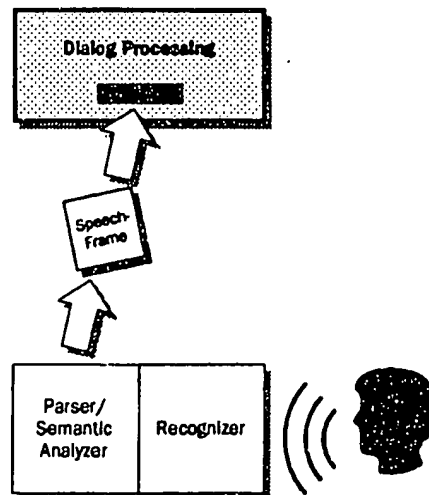 Dialog Processing
Speech-
Frame
Parser/
Semantic
Analyzer
Recognizer